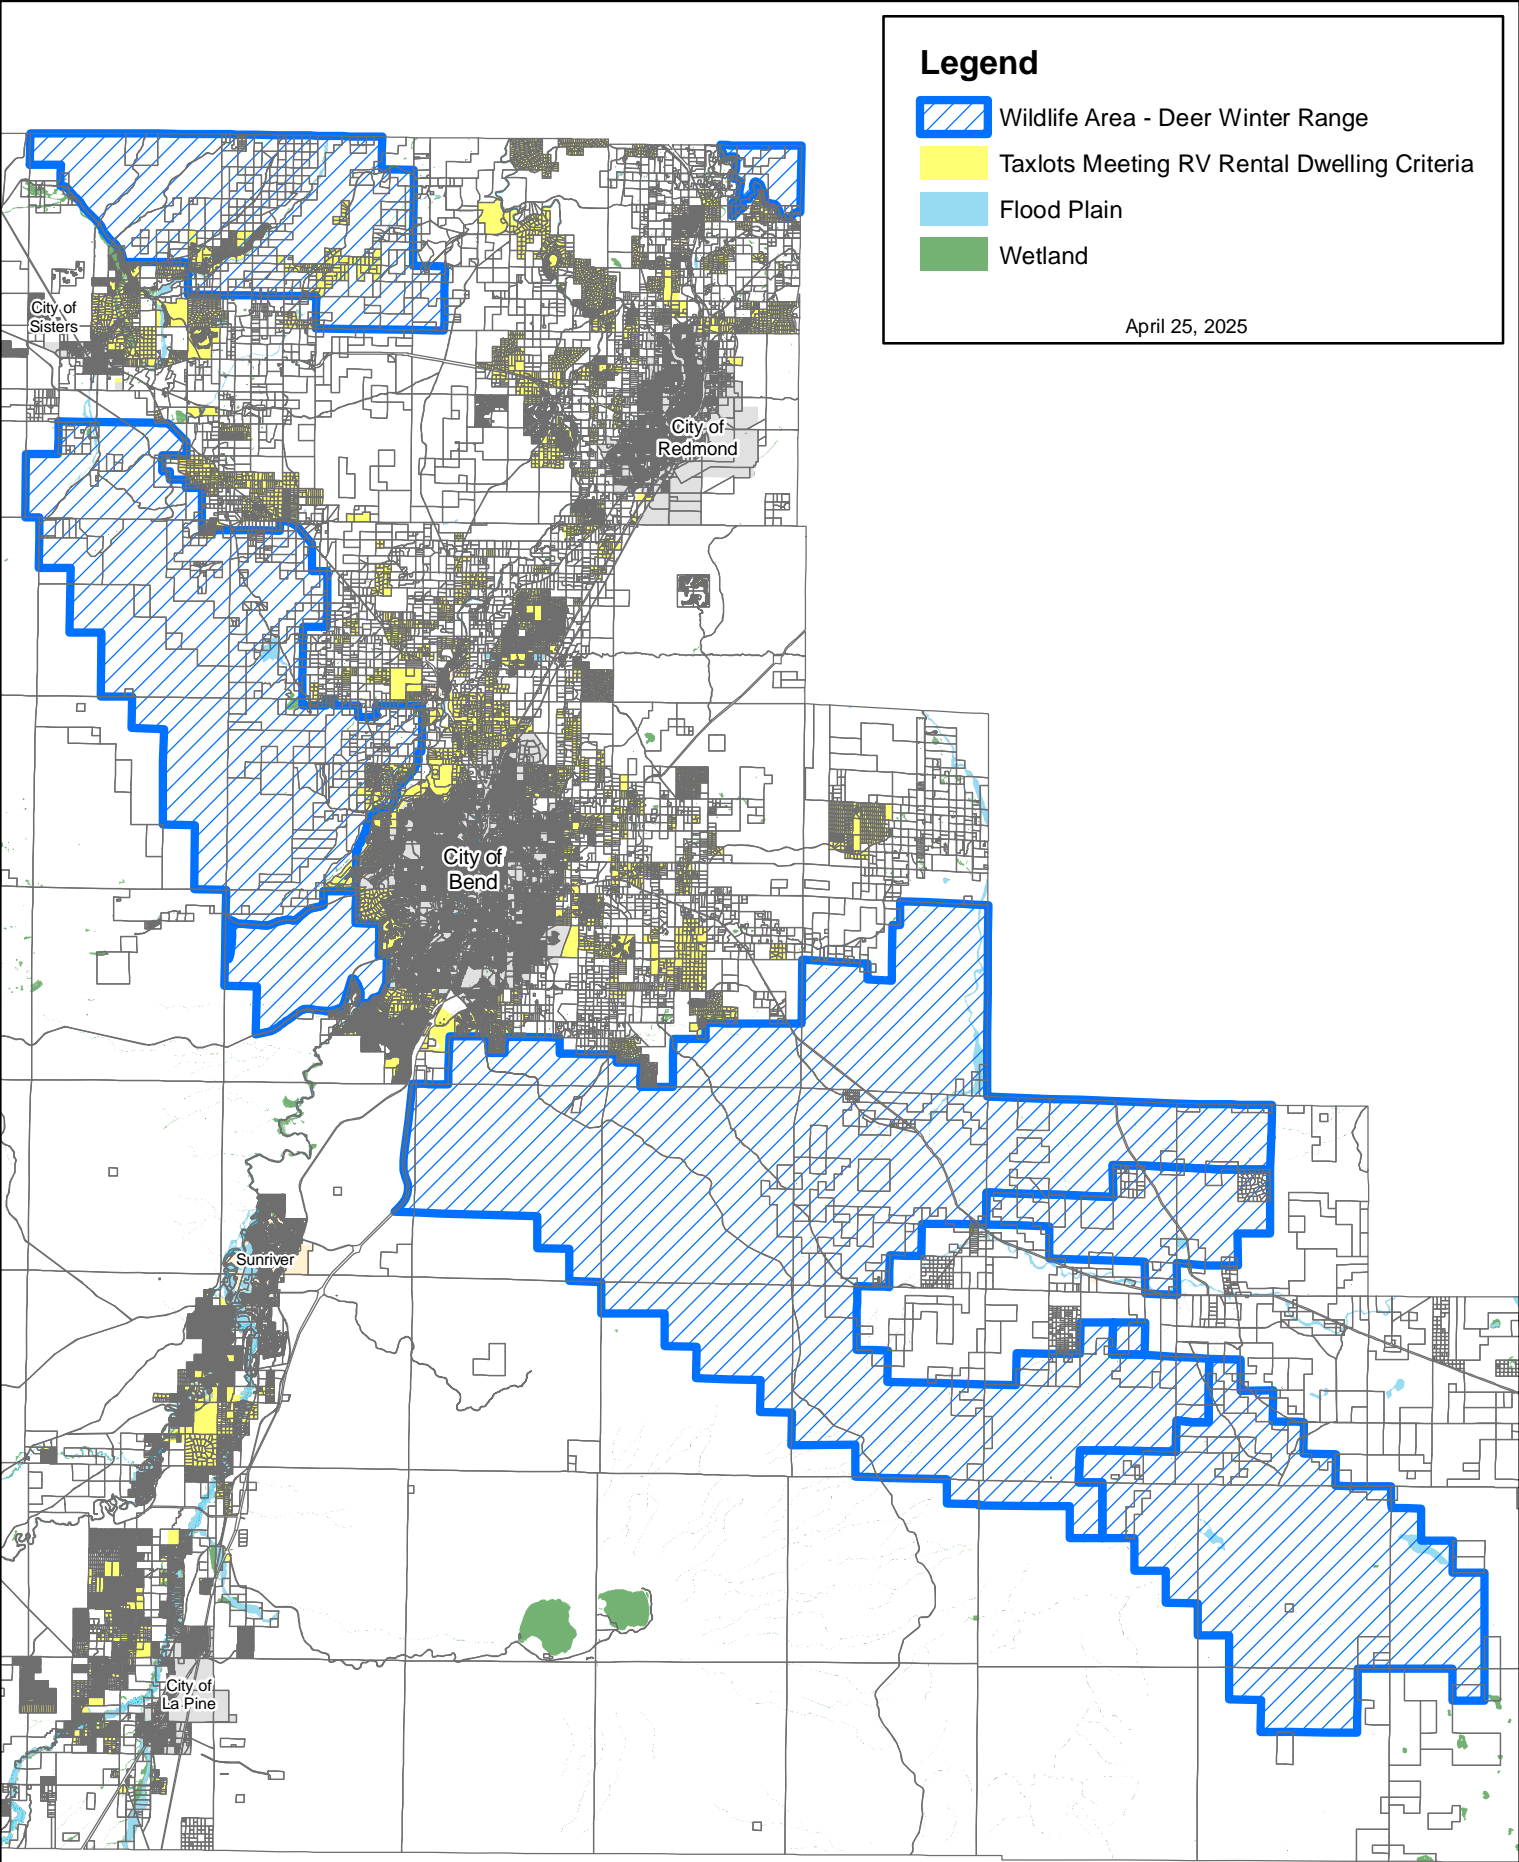 Legend
Wildlife Area - Deer Winter Range
Taxlots Meeting RV Rental Dwelling Criteria
Flood Plain
Wetland
April 25, 2025
City of
Sisters
City of
Redmond
City of
Bend
Sunriver
City of
La Pine